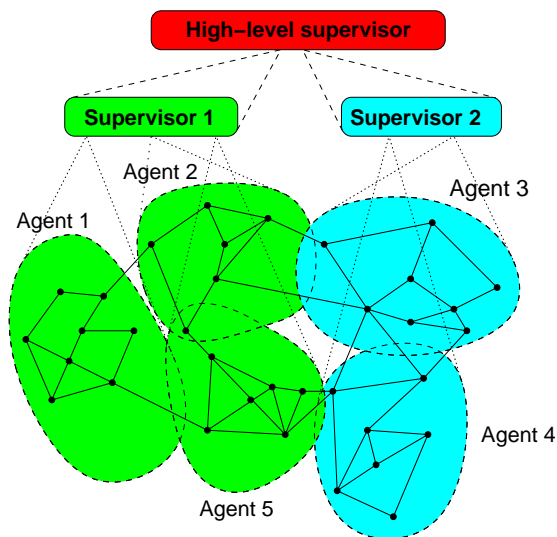 High–level supervisor
Supervisor 1
Supervisor 2
Agent 2
Agent 3
Agent 1
Agent 4
Agent 5